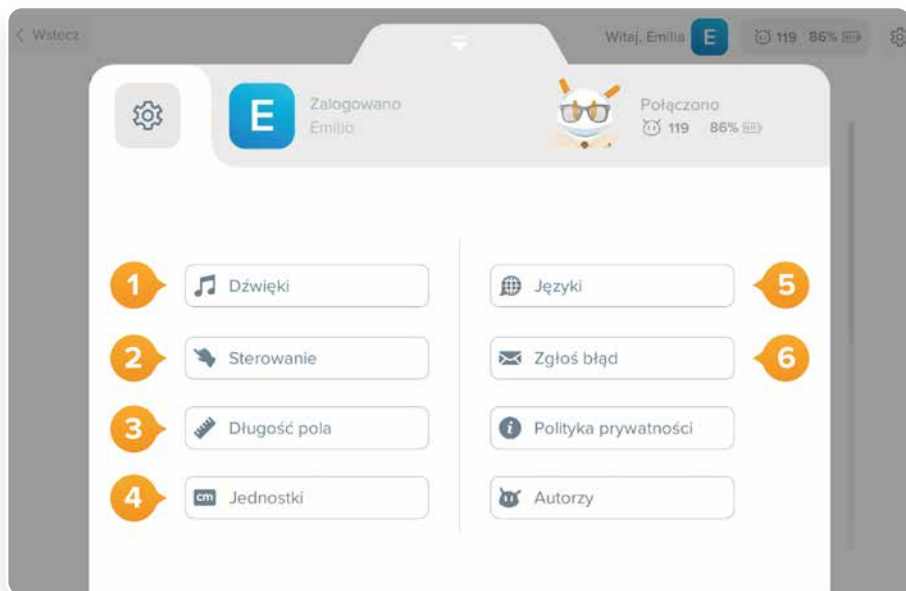 Wstecz
Witaj, Emilia
E
119 86%
E
Zalogowano
Emilia
Połączono
119 86%
1
Dźwięki
2
Sterowanie
3
Długość pola
4
cm
Jednostki
Języki
5
Zgłoś błąd
6
Polityka prywatności
Autorzy